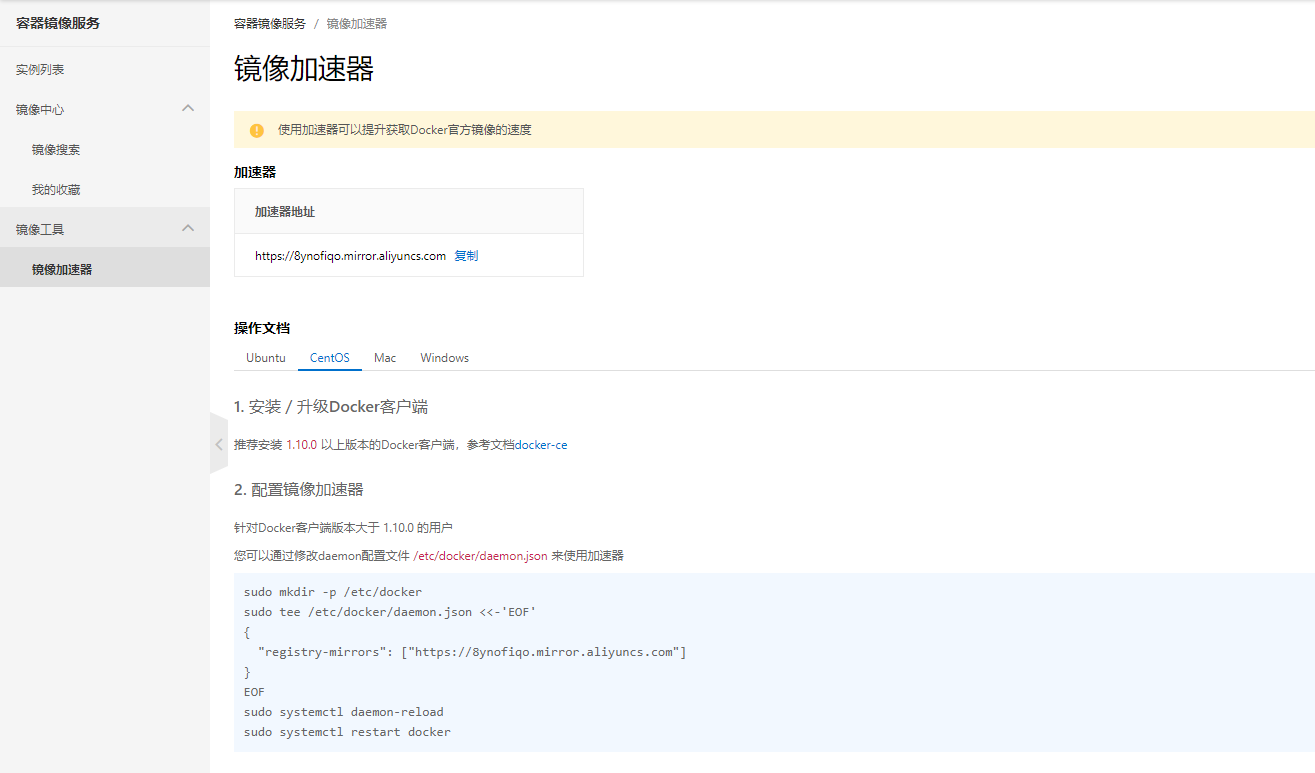 容器镜像服务
实例列表
镜像中心
镜像搜索
我的收藏
镜像工具
镜像加速器
容器镜像服务 / 镜像加速器
镜像加速器
使用加速器可以提升获取Docker官方镜像的速度
加速器
加速器地址
https://8ynofiqo.mirror.aliyuncs.com 复制
操作文档
Ubuntu CentOS Mac Windows
1. 安装 / 升级Docker客户端
推荐安装 1.10.0 以上版本的Docker客户端，参考文档docker-ce
2. 配置镜像加速器
针对Docker客户端版本大于 1.10.0 的用户
您可以通过修改daemon配置文件 /etc/docker/daemon.json 来使用加速器
sudo mkdir -p /etc/docker
sudo tee /etc/docker/daemon.json <<-'EOF'
{
  "registry-mirrors": ["https://8ynofiqo.mirror.aliyuncs.com"]
}
EOF
sudo systemctl daemon-reload
sudo systemctl restart docker